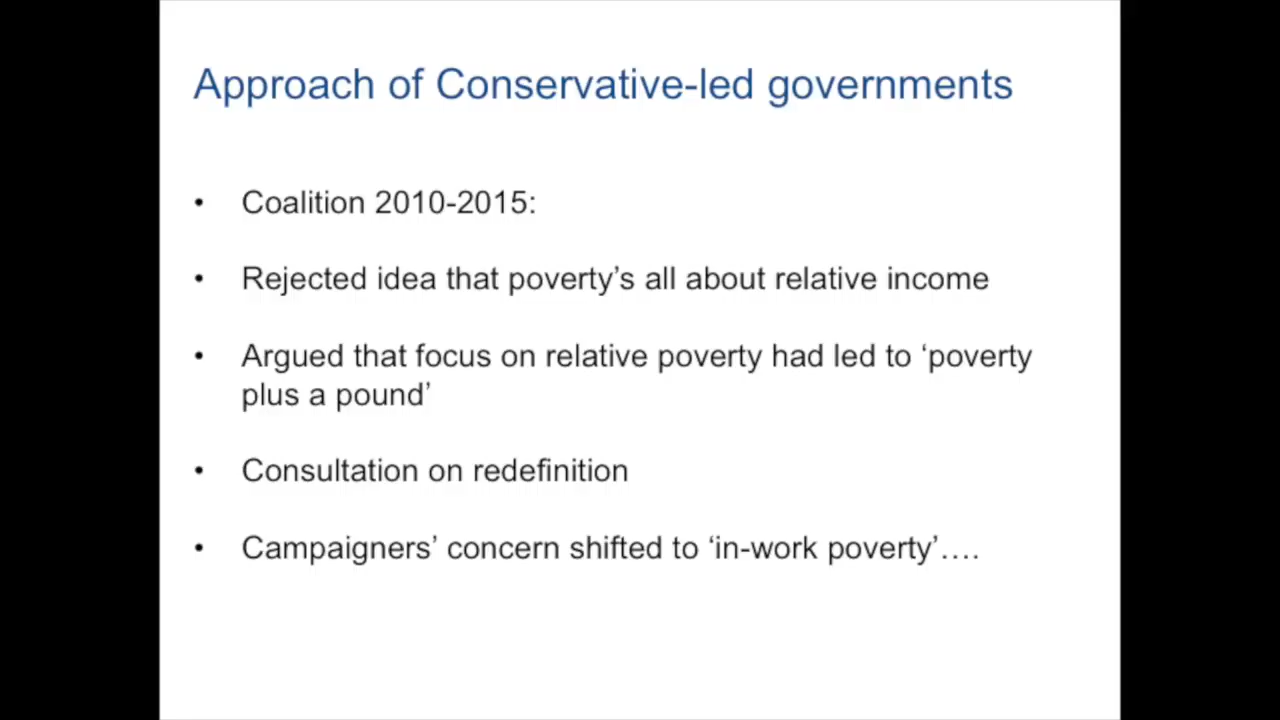 Approach of Conservative-led governments
• Coalition 2010-2015:
• Rejected idea that poverty’s all about relative income
• Argued that focus on relative poverty had led to ‘poverty
plus a pound’
• Consultation on redefinition
• Campaigners’ concern shifted to ‘in-work poverty’….